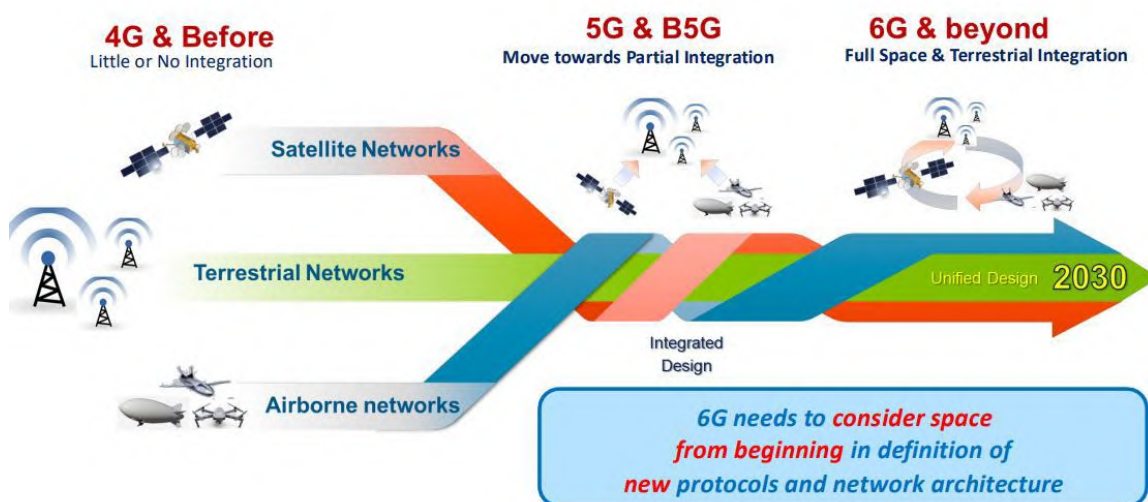 4G & Before
Little or No Integration
5G & B5G
Move towards Partial Integration
6G & beyond
Full Space & Terrestrial Integration
Satellite Networks
Terrestrial Networks
Airborne networks
Integrated
Design
Unified Design 2030
6G needs to consider space
from beginning in definition of
new protocols and network architecture